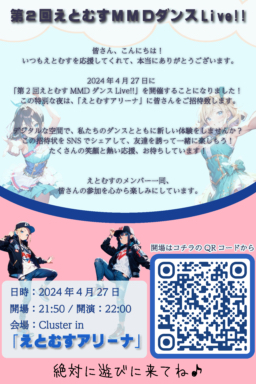 第2回えとむすMMDダンスLive!!
皆さん、こんにちは!
いつもえとむすを応援してくれて、本当にありがとうございます。
2024年4月27日に
「第2回えとむすMMDダンスLive!!」を開催することになりました!
この特別な夜は、「えとむすアリーナ」に皆さんをご招待致します。
デジタルな空間で、私たちのダンスとともに新しい体験をしませんか?
この招待状をSNSでシェアして、友達を誘って一緒に楽しもう!
たくさんの笑顔と熱い応援、お待ちしています!
えとむすのメンバー一同、
皆さんの参加を心から楽しみにしています。
開場はコチラのQRコードから
日時:2024年4月27日
開場:21:50 / 開演:22:00
会場:Cluster in
「えとむすアリーナ」
絶対に遊びに来てね♪